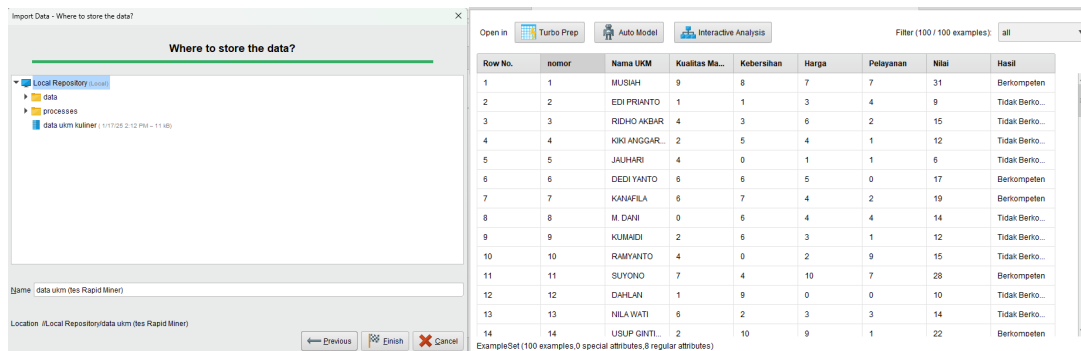 Import Data - Where to store the data?
Where to store the data?
Local Repository (Local)
data
processes
data ukm kuliner (1/17/25 2:12 PM – 11 kB)
Name data ukm (tes Rapid Miner)
Location //Local Repository/data ukm (tes Rapid Miner)
Previous Finish Cancel
Open in Turbo Prep Auto Model Interactive Analysis Filter (100 / 100 examples): all
Row No. nomor Nama UKM Kualitas Ma... Kebersihan Harga Pelayanan Nilai Hasil
1 1 MUSIAH 9 8 7 7 31 Berkompeten
2 2 EDI PRIANTO 1 1 3 4 9 Tidak Berko...
3 3 RIDHO AKBAR 4 3 6 2 15 Tidak Berko...
4 4 KIKI ANGGAR... 2 5 4 1 12 Tidak Berko...
5 5 JAUHARI 4 0 1 1 6 Tidak Berko...
6 6 DEDI YANTO 6 6 5 0 17 Berkompeten
7 7 KANAFILA 6 7 4 2 19 Berkompeten
8 8 M. DANI 0 6 4 4 14 Tidak Berko...
9 9 KUMAIDI 2 6 3 1 12 Tidak Berko...
10 10 RAMYANTO 4 0 2 9 15 Tidak Berko...
11 11 SUYONO 7 4 10 7 28 Berkompeten
12 12 DAHLAN 1 9 0 0 10 Tidak Berko...
13 13 NILA WATI 6 2 3 3 14 Tidak Berko...
14 14 USUP GINTI... 2 10 9 1 22 Berkompeten
ExampleSet (100 examples,0 special attributes,8 regular attributes)